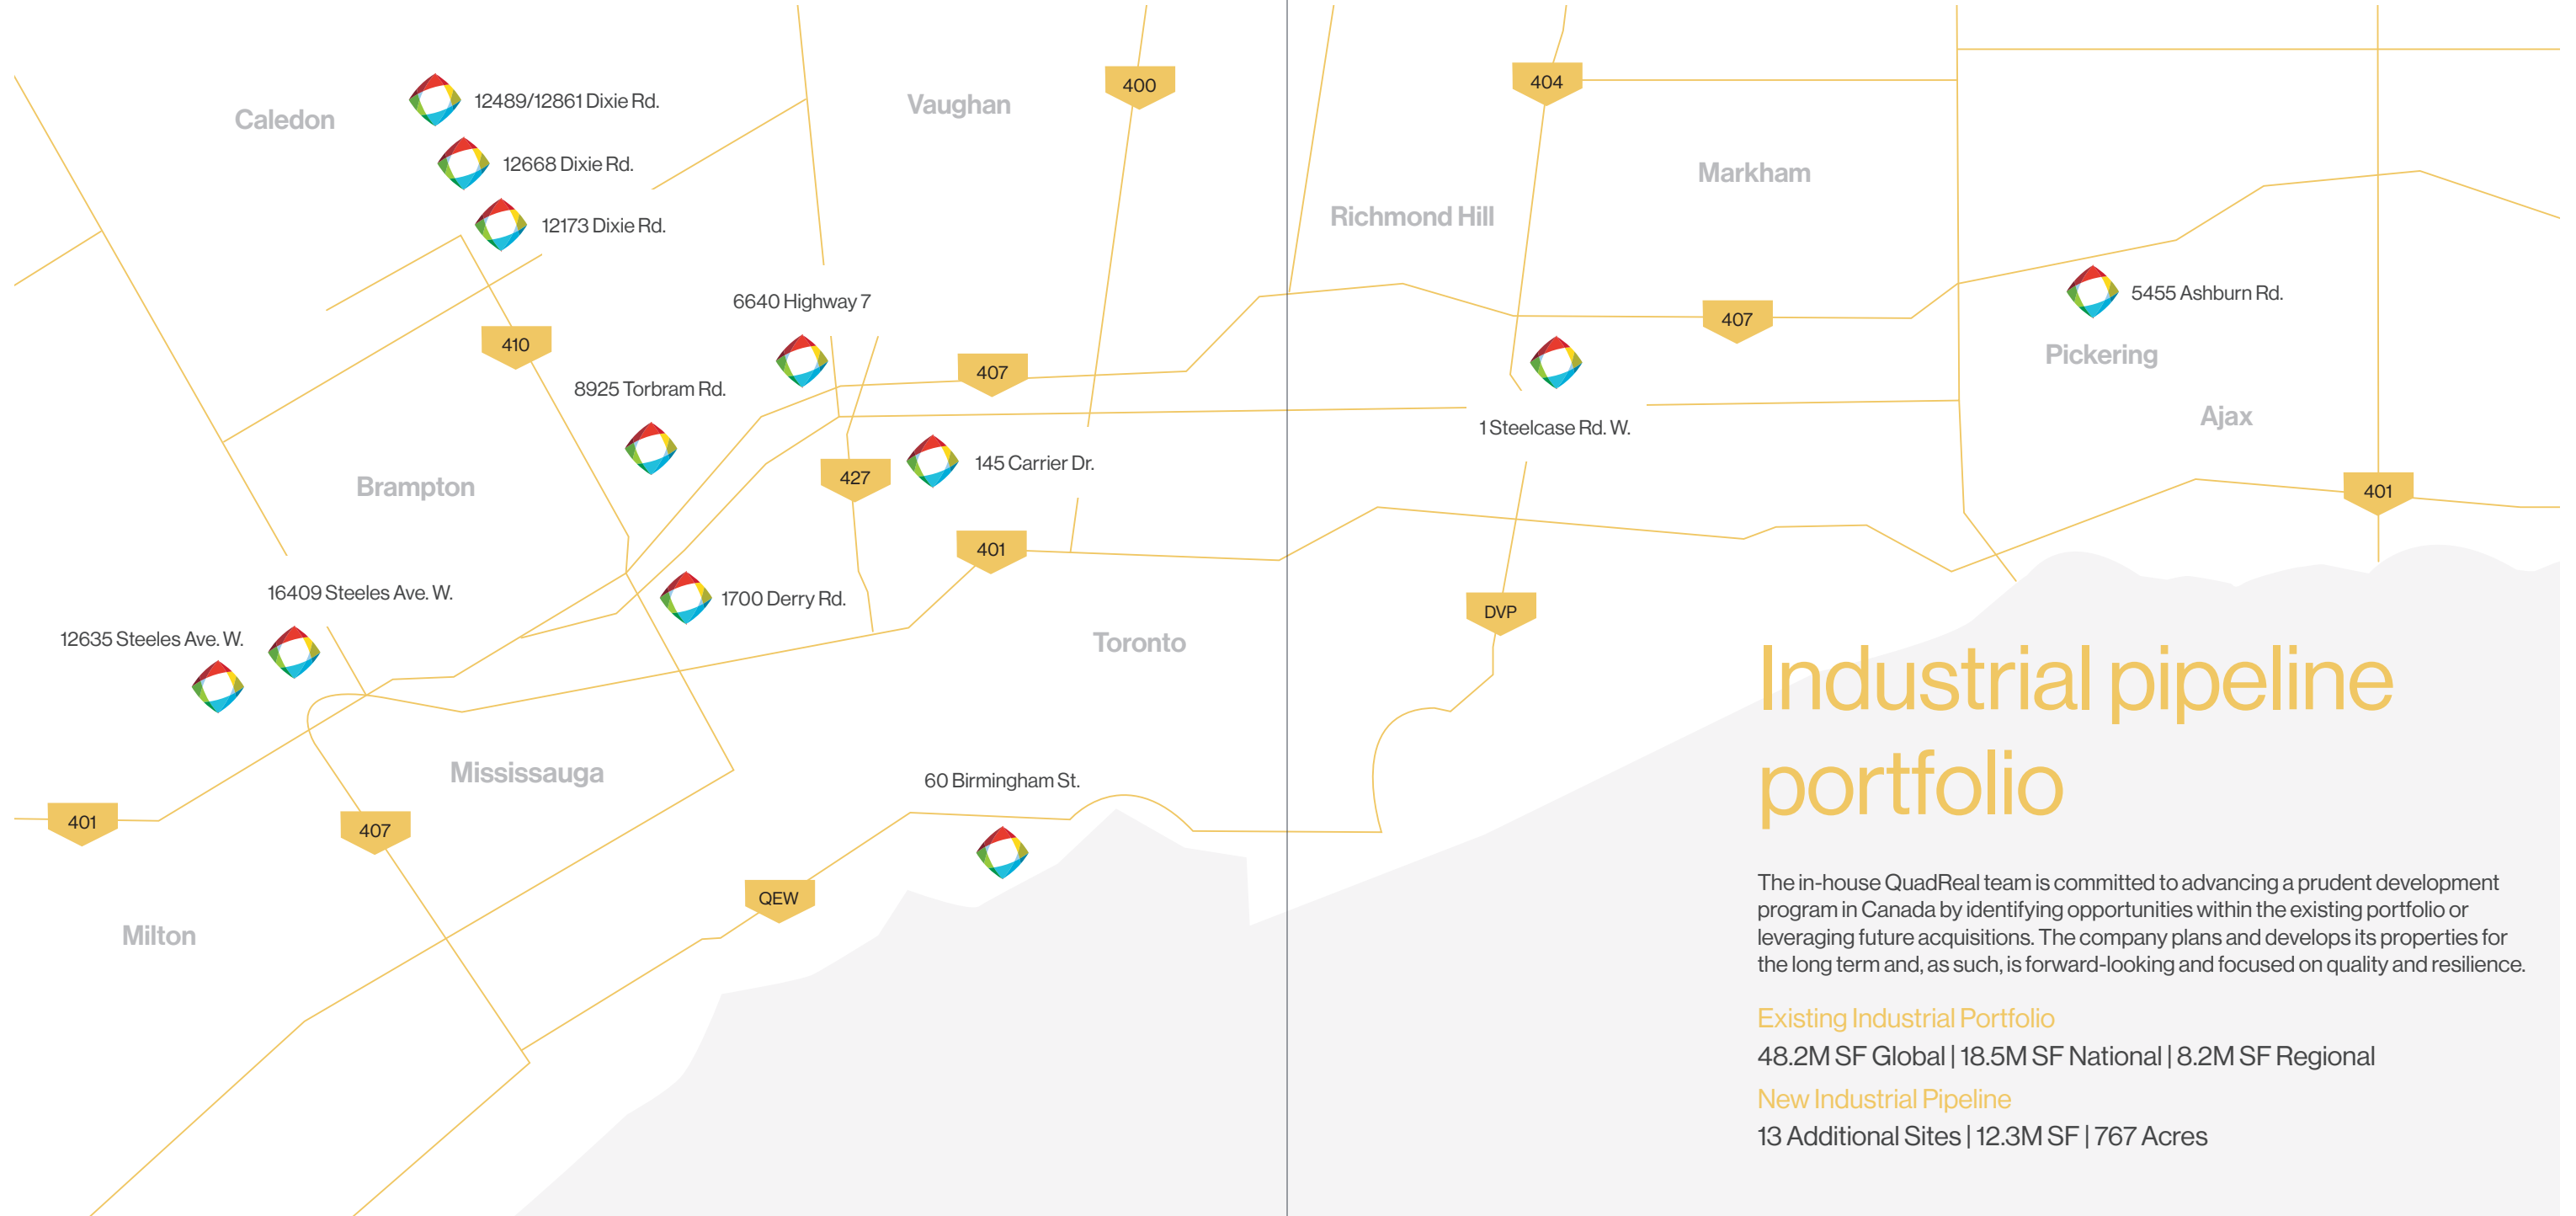 400
404
12489/12861 Dixie Rd.
Vaughan
Caledon
12668 Dixie Rd.
Markham
Richmond Hill
12173 Dixie Rd.
5455 Ashburn Rd.
6640 Highway 7
407
410
Pickering
407
8925 Torbram Rd.
Ajax
1 Steelcase Rd. W.
145 Carrier Dr.
427
Brampton
401
401
16409 Steeles Ave. W.
1700 Derry Rd.
DVP
12635 Steeles Ave. W.
Toronto
Mississauga
60 Birmingham St.
401
407
QEW
Milton
Industrial pipeline
portfolio
The in-house QuadReal team is committed to advancing a prudent development
program in Canada by identifying opportunities within the existing portfolio or
leveraging future acquisitions. The company plans and develops its properties for
the long term and, as such, is forward-looking and focused on quality and resilience.
Existing Industrial Portfolio
48.2M SF Global | 18.5M SF National | 8.2M SF Regional
New Industrial Pipeline
13 Additional Sites | 12.3M SF | 767 Acres